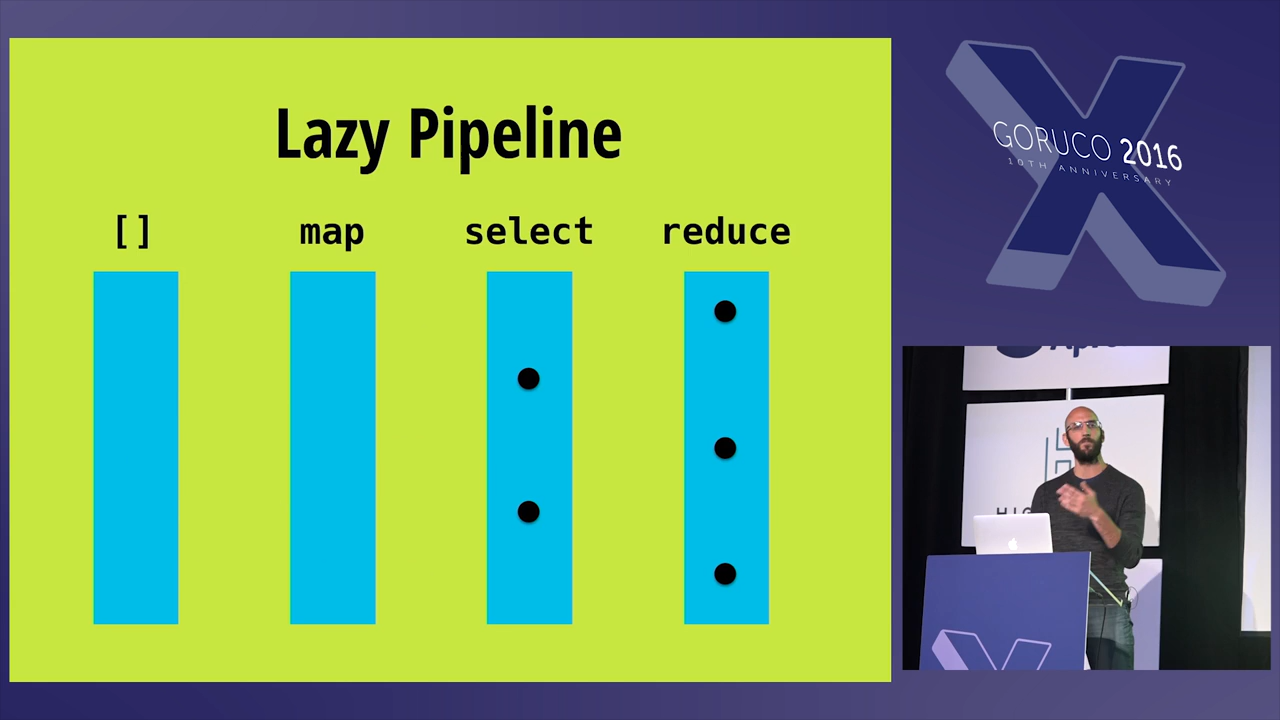 Lazy Pipeline
[] map select reduce
GORUCO 2016
10TH ANNIVERSARY